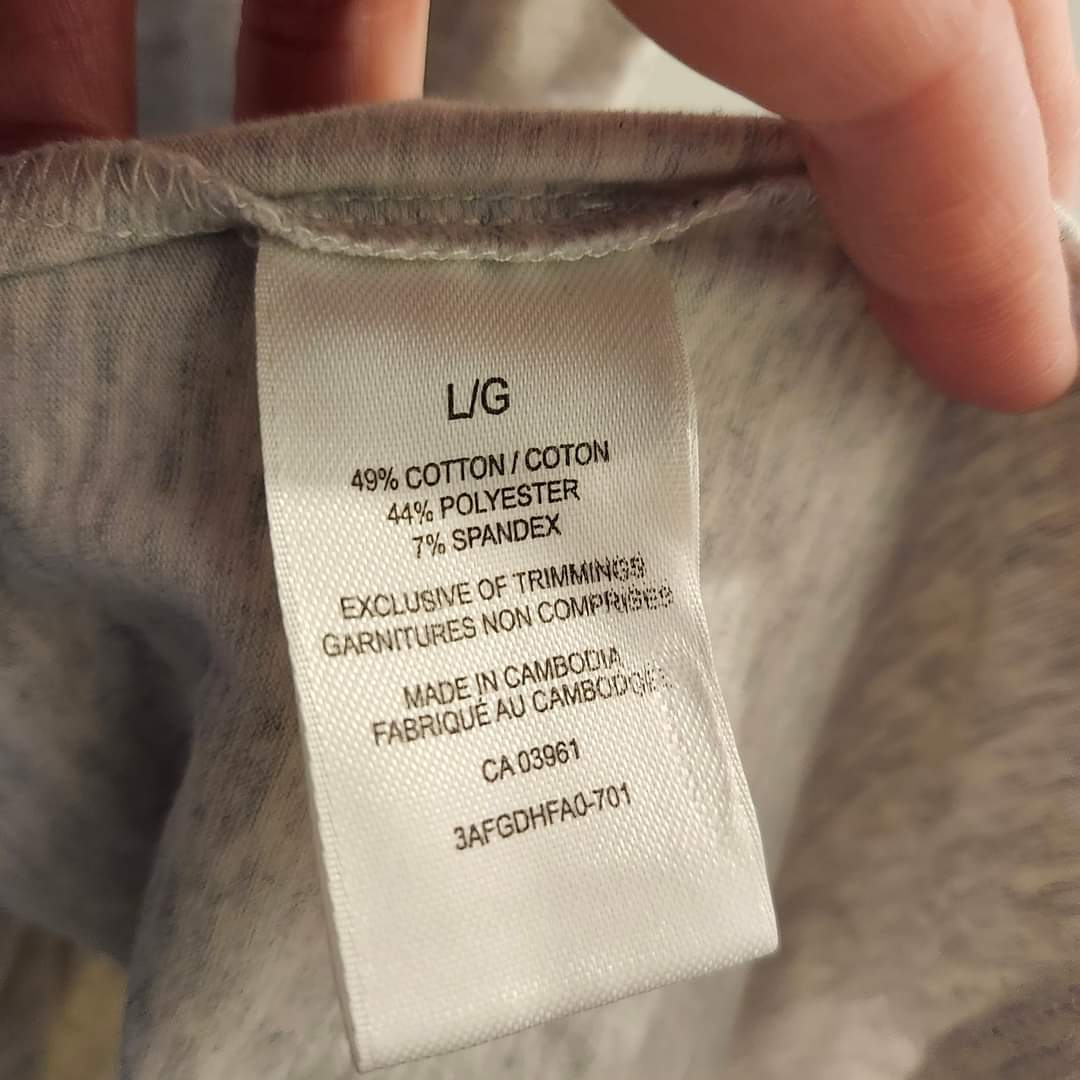 L/G
49% COTTON / COTON
44% POLYESTER
7% SPANDEX
EXCLUSIVE OF TRIMMINGS
GARNITURES NON COMPRISES
MADE IN CAMBODIA
FABRIQUÉ AU CAMBODGE
CA 03961
3AFGDHFA0-701